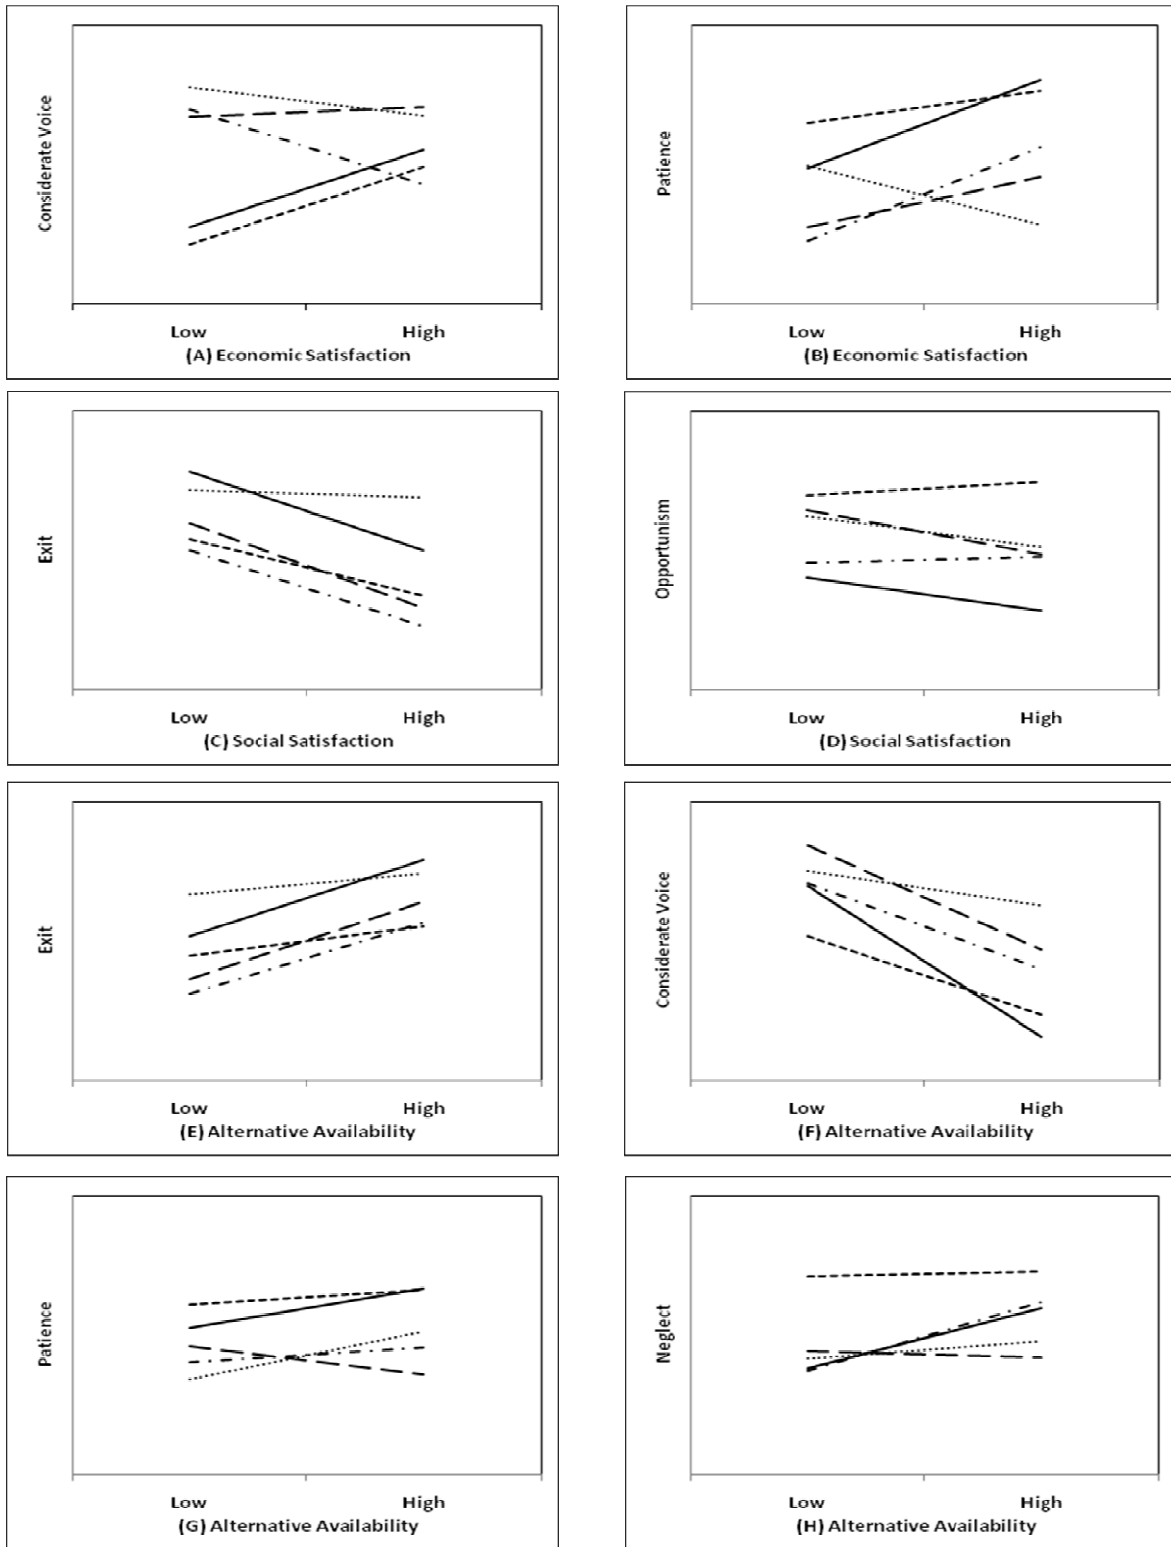 Considerate Voice
Low High
(A) Economic Satisfaction
Patience
Low High
(B) Economic Satisfaction
Exit
Low High
(C) Social Satisfaction
Opportunism
Low High
(D) Social Satisfaction
Exit
Low High
(E) Alternative Availability
Considerate Voice
Low High
(F) Alternative Availability
Patience
Low High
(G) Alternative Availability
Neglect
Low High
(H) Alternative Availability